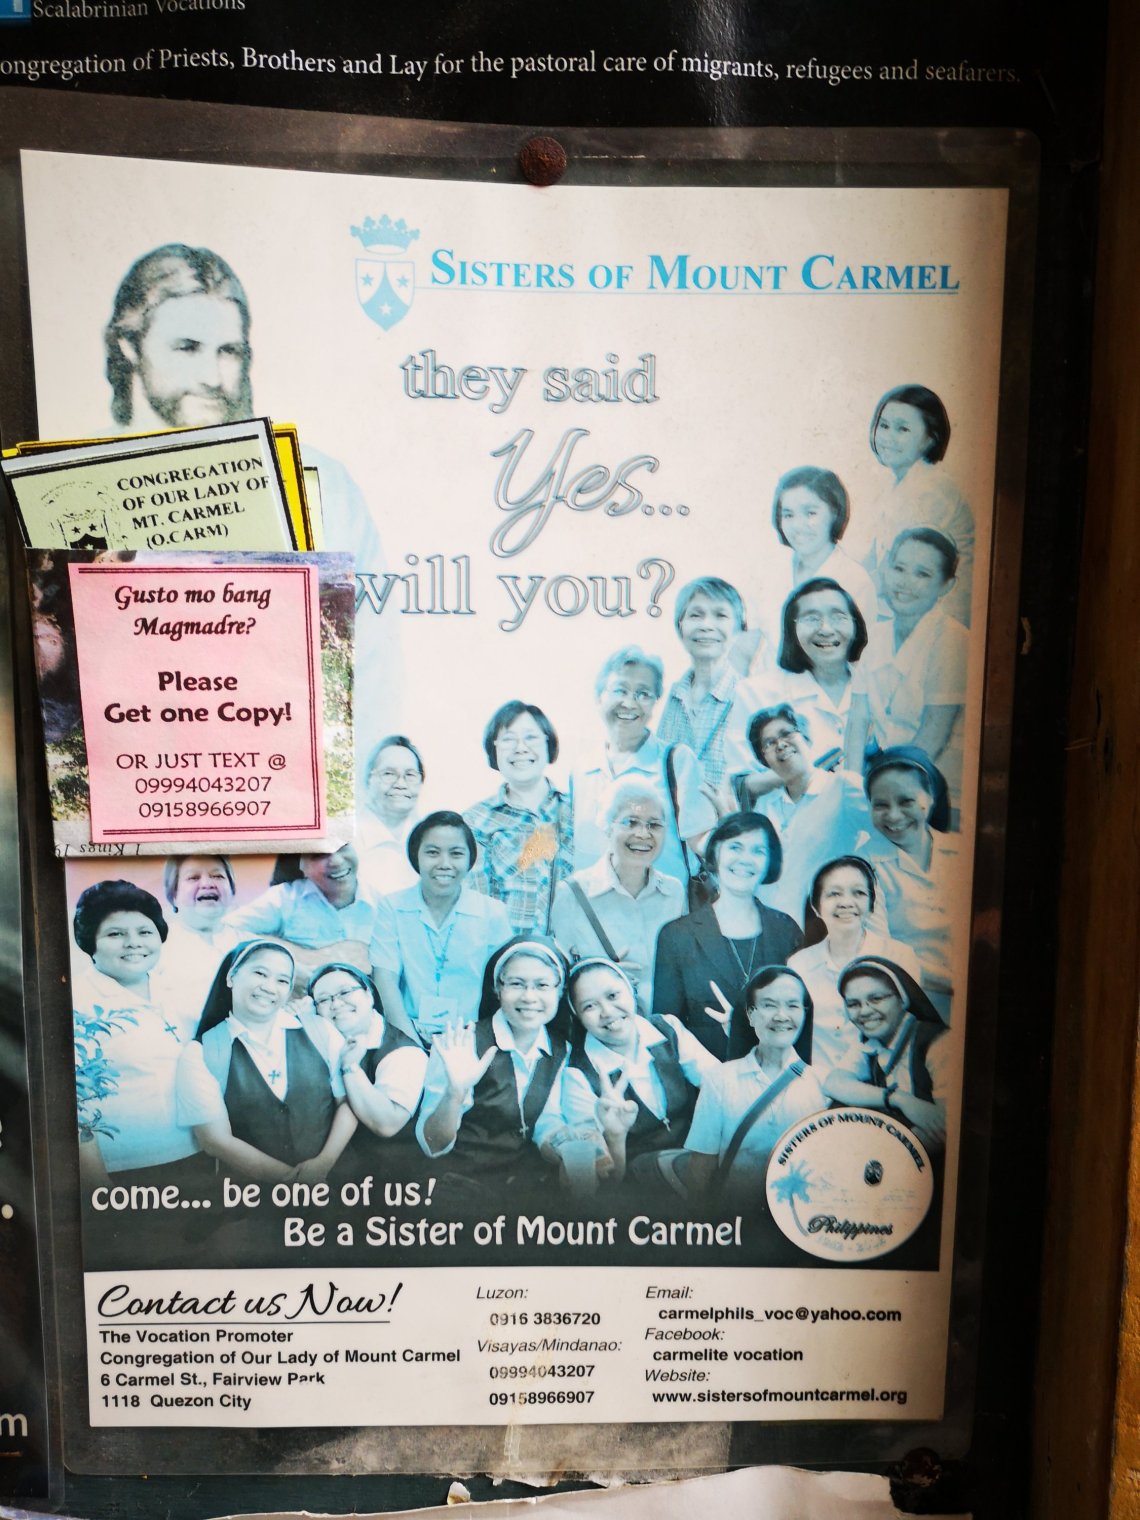 Scalabrinian Vocations
ongregation of Priests, Brothers and Lay for the pastoral care of migrants, refugees and seafarers.
SISTERS OF MOUNT CARMEL
they said
Yes...
will you?
CONGREGATION
OF OUR LADY OF
MT. CARMEL
(O.CARM)
Gusto mo bang
Magmadre?
Please
Get one Copy!
OR JUST TEXT @
09994043207
09158966907
1 Kings
come... be one of us!
Be a Sister of Mount Carmel
SISTERS OF MOUNT CARMEL
Philippines
Contact us Now!
The Vocation Promoter
Congregation of Our Lady of Mount Carmel
6 Carmel St., Fairview Park
1118 Quezon City
Luzon:
0916 3836720
Visayas/Mindanao:
09994043207
09158966907
Email:
carmelphils_voc@yahoo.com
Facebook:
carmelite vocation
Website:
www.sistersofmountcarmel.org
m